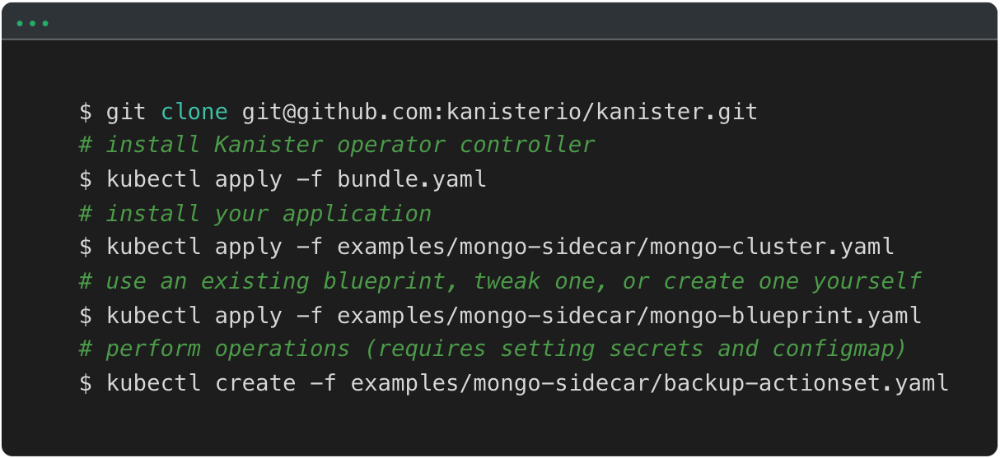 $ git clone git@github.com:kanisterio/kanister.git
# install Kanister operator controller
$ kubectl apply -f bundle.yaml
# install your application
$ kubectl apply -f examples/mongo-sidecar/mongo-cluster.yaml
# use an existing blueprint, tweak one, or create one yourself
$ kubectl apply -f examples/mongo-sidecar/mongo-blueprint.yaml
# perform operations (requires setting secrets and configmap)
$ kubectl create -f examples/mongo-sidecar/backup-actionset.yaml